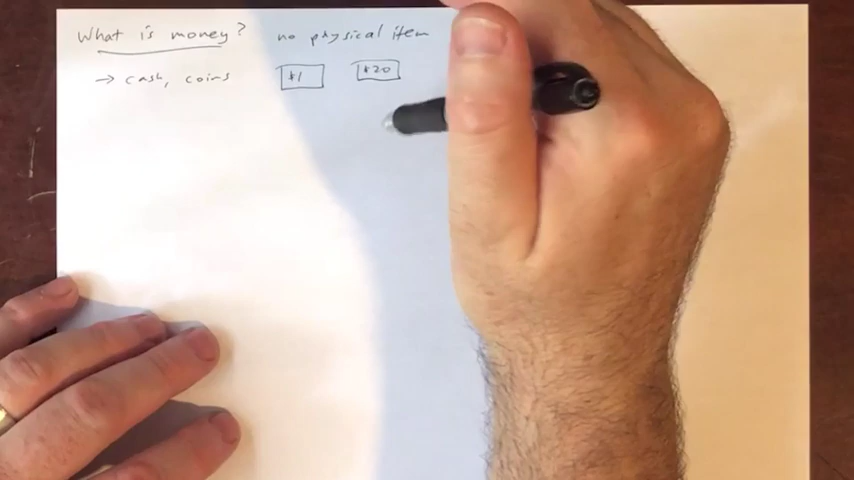 What is money? no physical item
→ cash, coins $1 $20